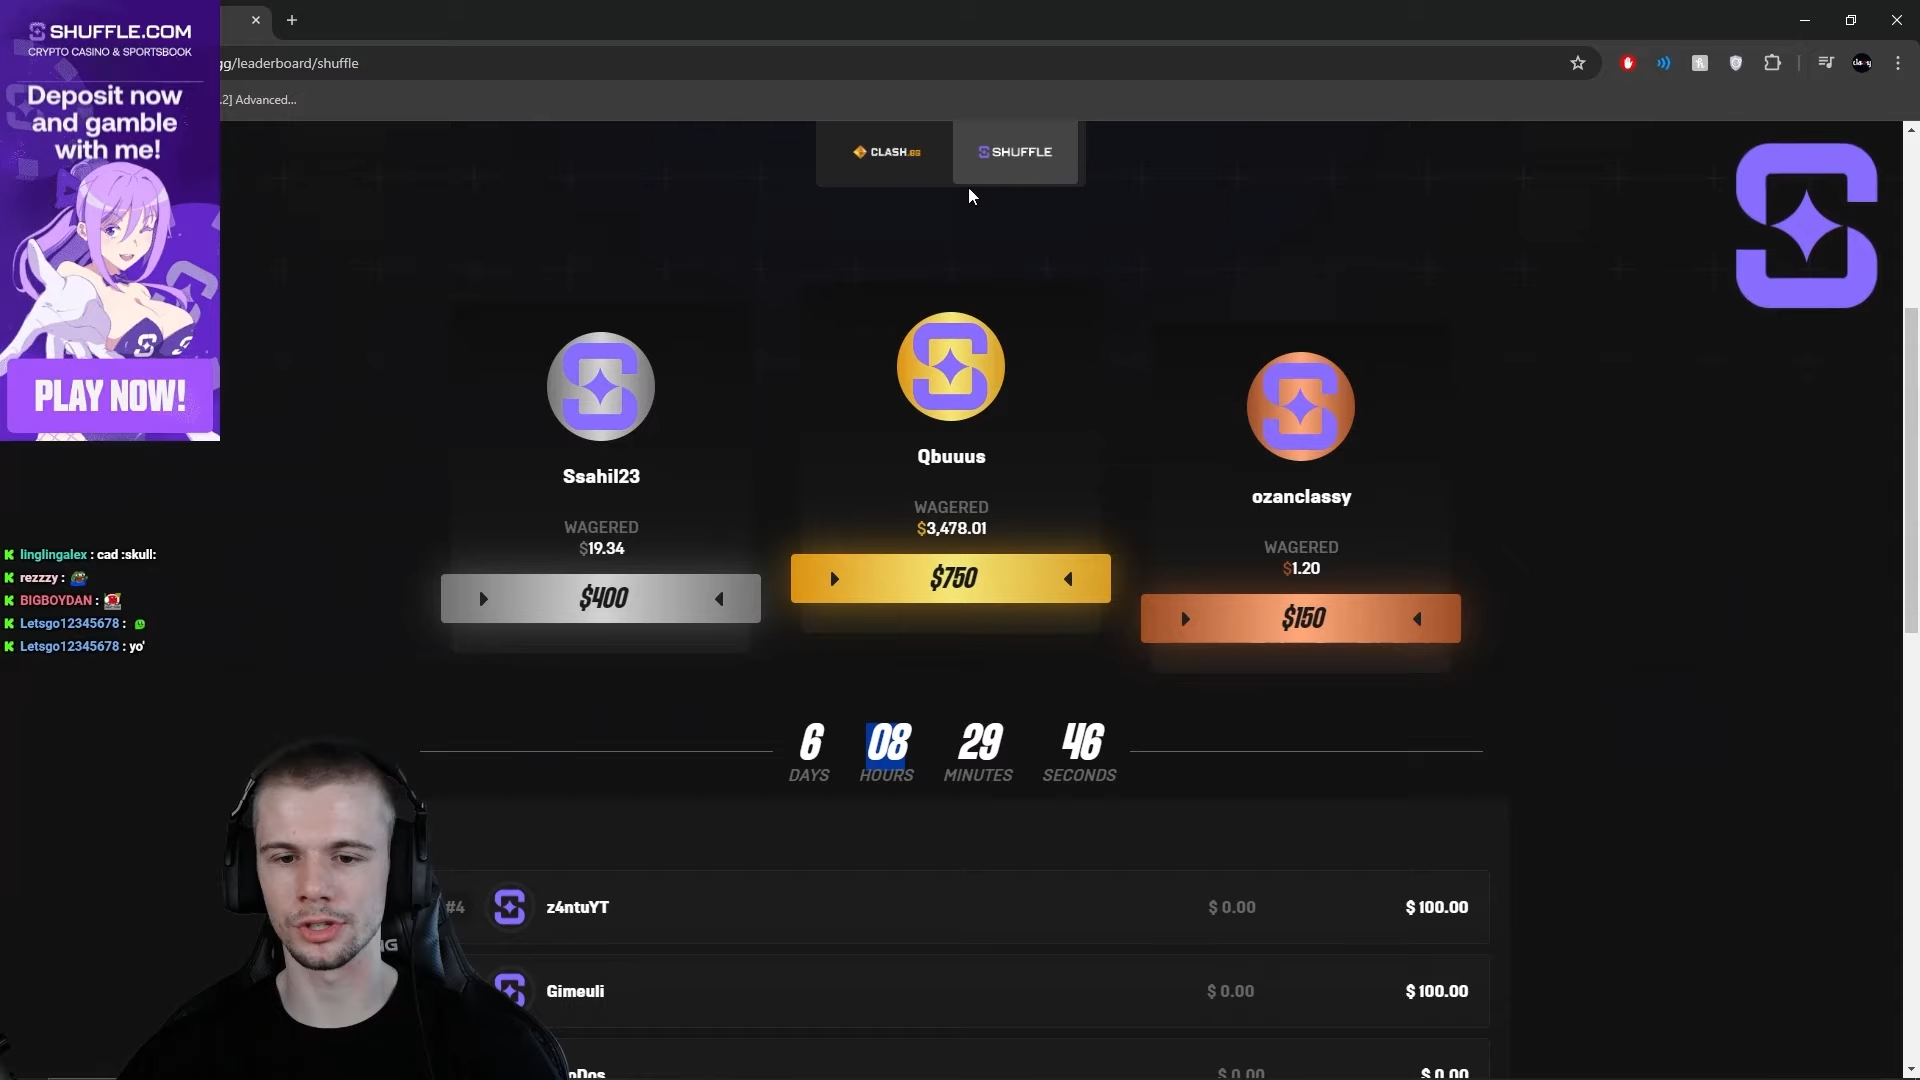 SHUFFLE.COM
CRYPTO CASINO & SPORTSBOOK
Deposit now
and gamble
with me!
PLAY NOW!
gg/leaderboard/shuffle
2] Advanced...
CLASH.GG
SHUFFLE
Ssahil23
WAGERED
$19.34
$400
Qbuuus
WAGERED
$3,478.01
$750
ozanclassy
WAGERED
$1.20
$150
linglingalex : cad :skull:
rezzzy :
BIGBOYDAN :
Letsgo12345678 :
Letsgo12345678 : yo'
6 08 29 46
DAYS HOURS MINUTES SECONDS
#4 z4ntuYT $ 0.00 $ 100.00
Gimeuli $ 0.00 $ 100.00
$ 0.00 $ 0.00